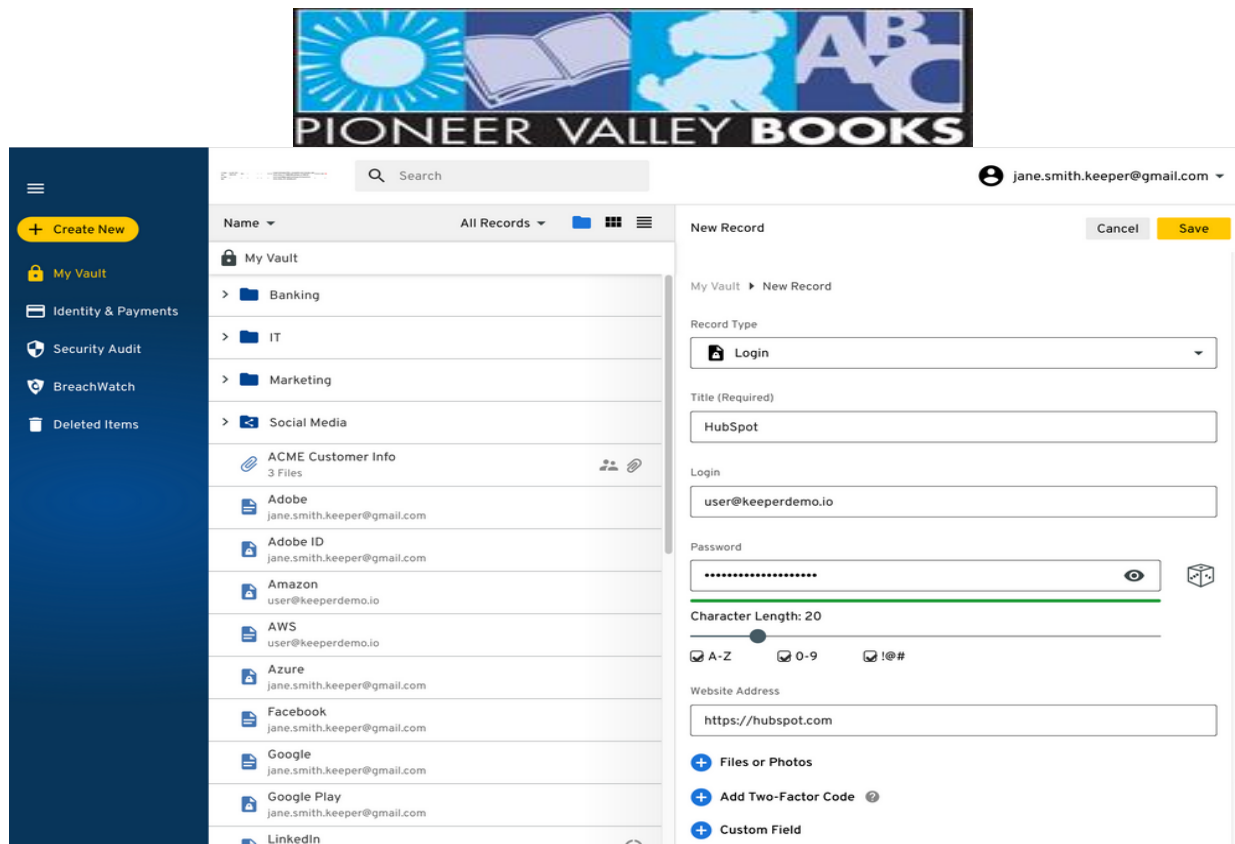 ABC
PIONEER VALLEY BOOKS
Search
jane.smith.keeper@gmail.com
Create New
My Vault
Identity & Payments
Security Audit
BreachWatch
Deleted Items
Name
All Records
My Vault
Banking
IT
Marketing
Social Media
ACME Customer Info
3 Files
Adobe
jane.smith.keeper@gmail.com
Adobe ID
jane.smith.keeper@gmail.com
Amazon
user@keeperdemo.io
AWS
user@keeperdemo.io
Azure
jane.smith.keeper@gmail.com
Facebook
jane.smith.keeper@gmail.com
Google
jane.smith.keeper@gmail.com
Google Play
jane.smith.keeper@gmail.com
LinkedIn
New Record
Cancel
Save
My Vault New Record
Record Type
Login
Title (Required)
HubSpot
Login
user@keeperdemo.io
Password
••••••••••••••••••••
Character Length: 20
A-Z 0-9 !@#
Website Address
https://hubspot.com
Files or Photos
Add Two-Factor Code ?
Custom Field